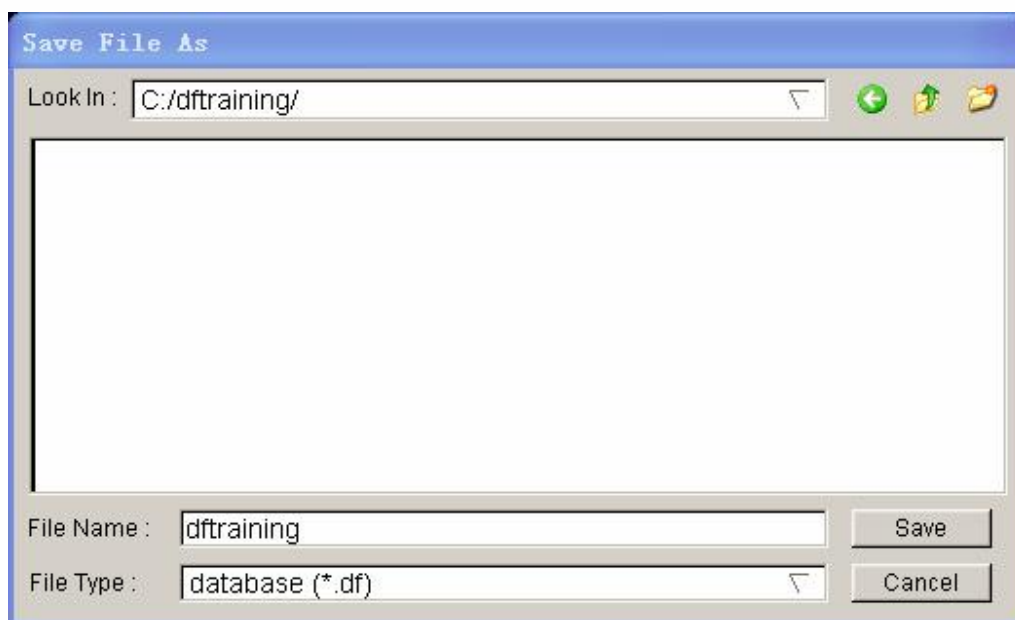 Save File As
Look In : C:/dftraining/
File Name : dftraining Save
File Type : database (*.df) Cancel